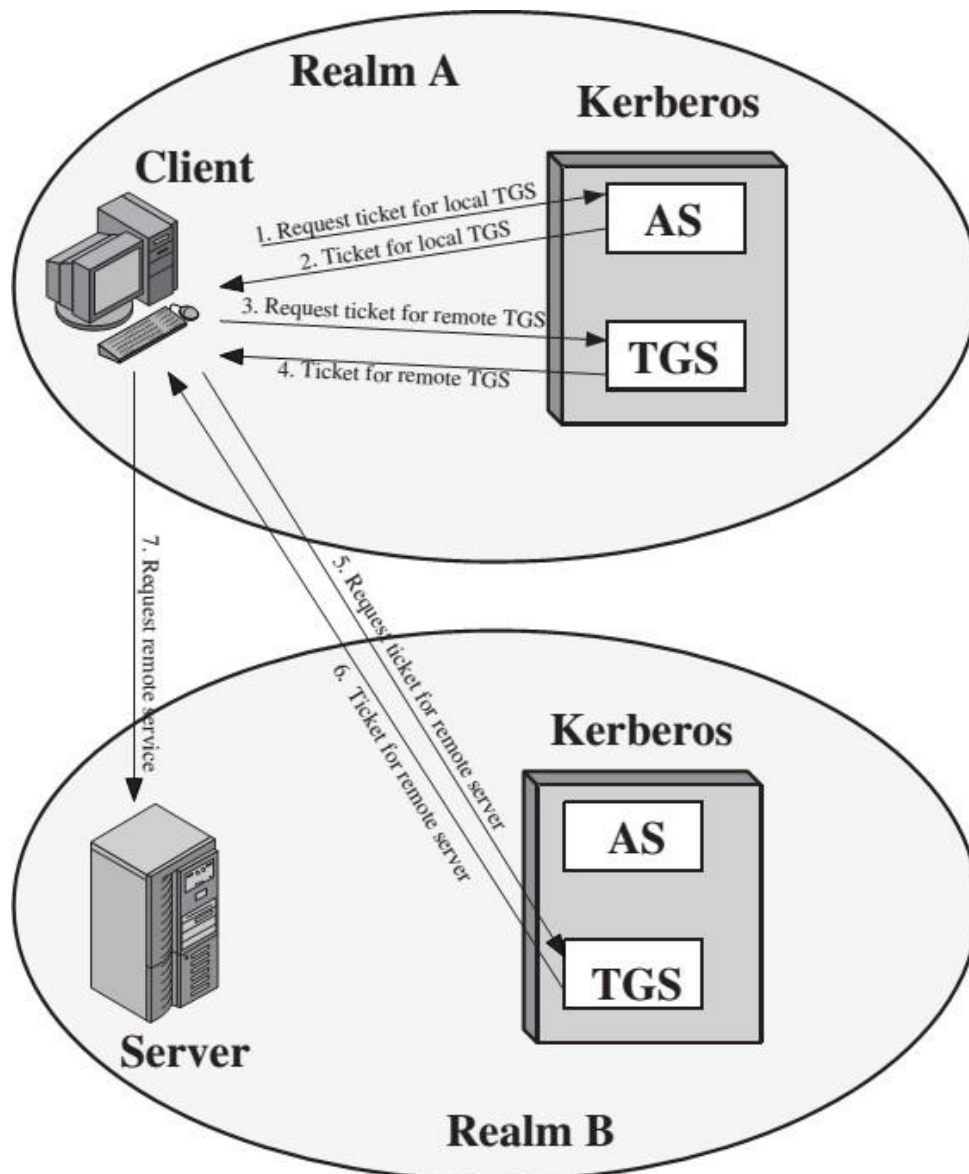 Realm A
Kerberos
Client
AS
1. Request ticket for local TGS
2. Ticket for local TGS
3. Request ticket for remote TGS
TGS
4. Ticket for remote TGS
7. Request remote service
5. Request ticket for remote server
6. Ticket for remote server
Kerberos
AS
TGS
Server
Realm B